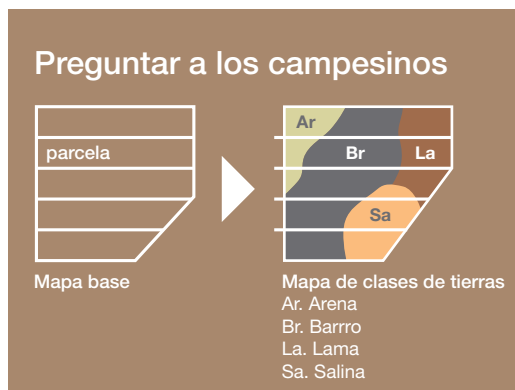 Preguntar a los campesinos
parcela
Mapa base
Ar
Br
La
Sa
Mapa de clases de tierras
Ar. Arena
Br. Barrro
La. Lama
Sa. Salina